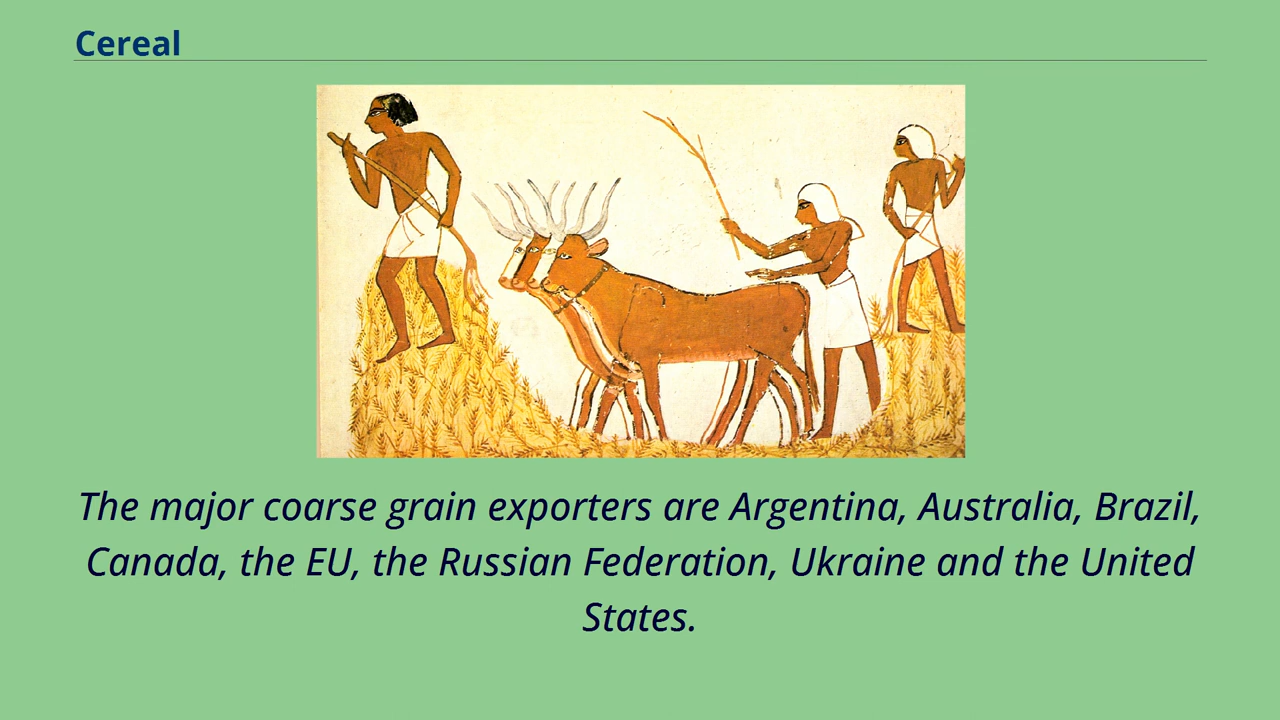 Cereal
The major coarse grain exporters are Argentina, Australia, Brazil,
Canada, the EU, the Russian Federation, Ukraine and the United
States.